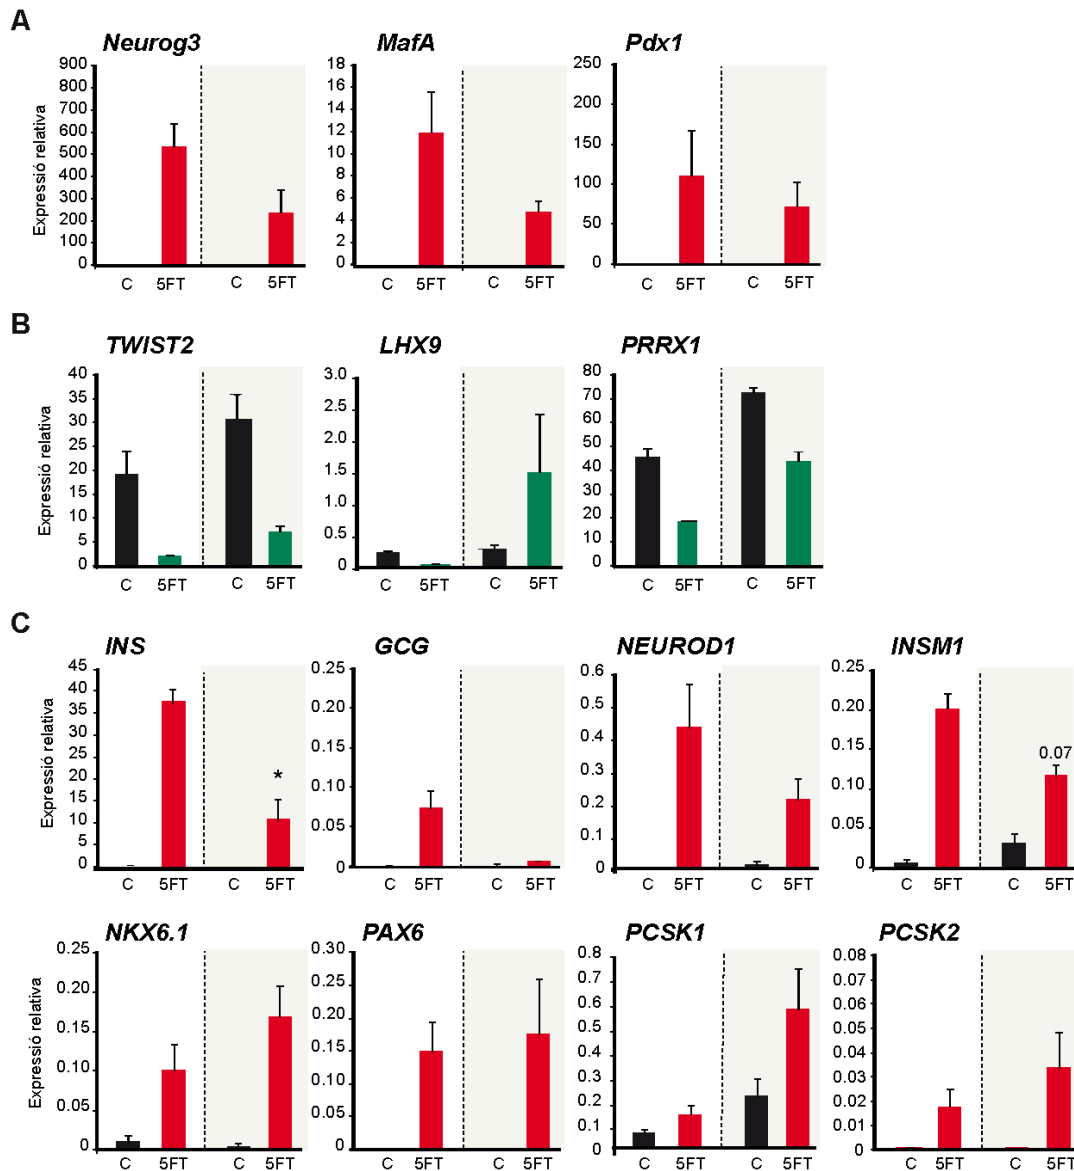 A
Neurog3 MafA Pdx1
Expressió relativa
900 800 700 600 500 400 300 200 100 0
18 16 14 12 10 8 6 4 2 0
250 200 150 100 50 0
C 5FT C 5FT C 5FT C 5FT C 5FT C 5FT
B
TWIST2 LHX9 PRRX1
Expressió relativa
40 35 30 25 20 15 10 5 0
3.0 2.5 2.0 1.5 1.0 0.5 0
80 70 60 50 40 30 20 10 0
C 5FT C 5FT C 5FT C 5FT C 5FT C 5FT
C
INS GCG NEUROD1 INSM1
Expressió relativa
45 40 35 30 25 20 15 10 5 0
*
0.25 0.20 0.15 0.10 0.05 0
0.6 0.5 0.4 0.3 0.2 0.1 0
0.25 0.20 0.15 0.10 0.05 0
0.07
C 5FT C 5FT C 5FT C 5FT C 5FT C 5FT C 5FT C 5FT
NKX6.1 PAX6 PCSK1 PCSK2
Expressió relativa
0.25 0.20 0.15 0.10 0.05 0
0.30 0.25 0.20 0.15 0.10 0.05 0
0.8 0.7 0.6 0.5 0.4 0.3 0.2 0.1 0
0.08 0.07 0.06 0.05 0.04 0.03 0.02 0.01 0
C 5FT C 5FT C 5FT C 5FT C 5FT C 5FT C 5FT C 5FT